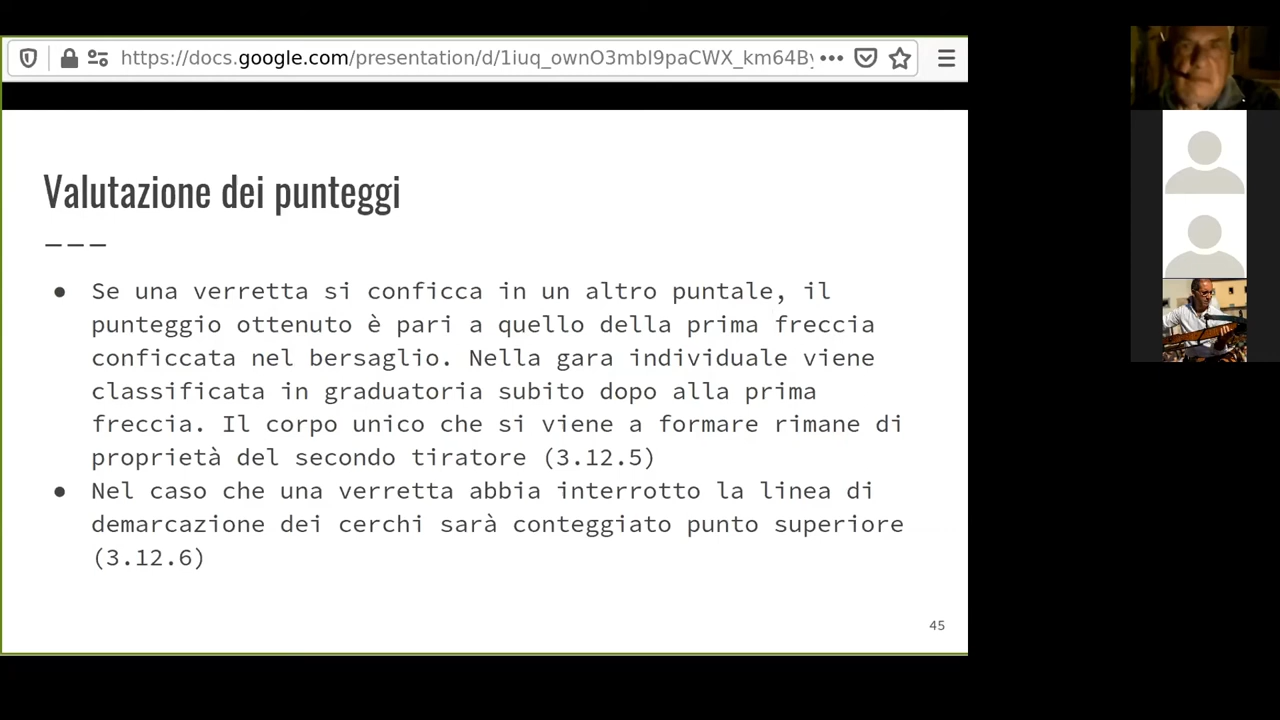 https://docs.google.com/presentation/d/1iuq_ownO3mbI9paCWX_km64By
Valutazione dei punteggi
———
● Se una verretta si conficca in un altro puntale, il
punteggio ottenuto è pari a quello della prima freccia
conficcata nel bersaglio. Nella gara individuale viene
classificata in graduatoria subito dopo alla prima
freccia. Il corpo unico che si viene a formare rimane di
proprietà del secondo tiratore (3.12.5)
● Nel caso che una verretta abbia interrotto la linea di
demarcazione dei cerchi sarà conteggiato punto superiore
(3.12.6)
45